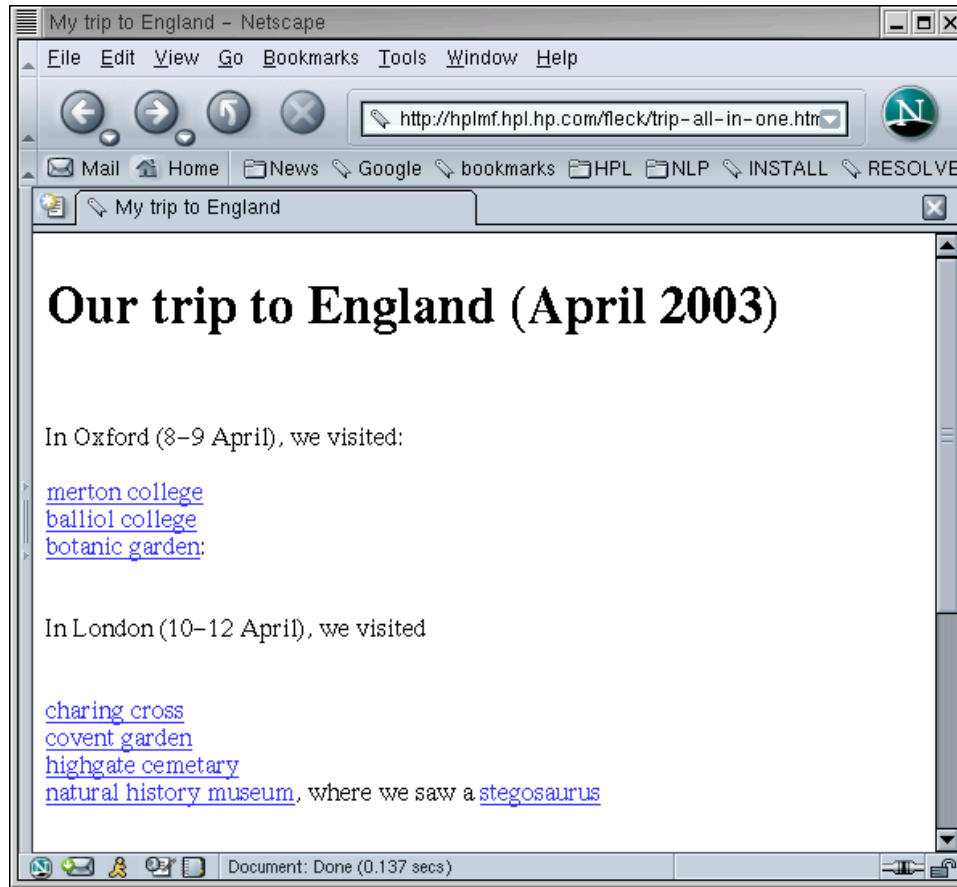 My trip to England – Netscape
File Edit View Go Bookmarks Tools Window Help
http://hplmf.hpl.hp.com/fleck/trip-all-in-one.htm
N
Mail Home News Google bookmarks HPL NLP INSTALL RESOLVE
My trip to England
Our trip to England (April 2003)
In Oxford (8–9 April), we visited:
merton college
balliol college
botanic garden:
In London (10–12 April), we visited
charing cross
covent garden
highgate cemetary
natural history museum, where we saw a stegosaurus
Document: Done (0.137 secs)